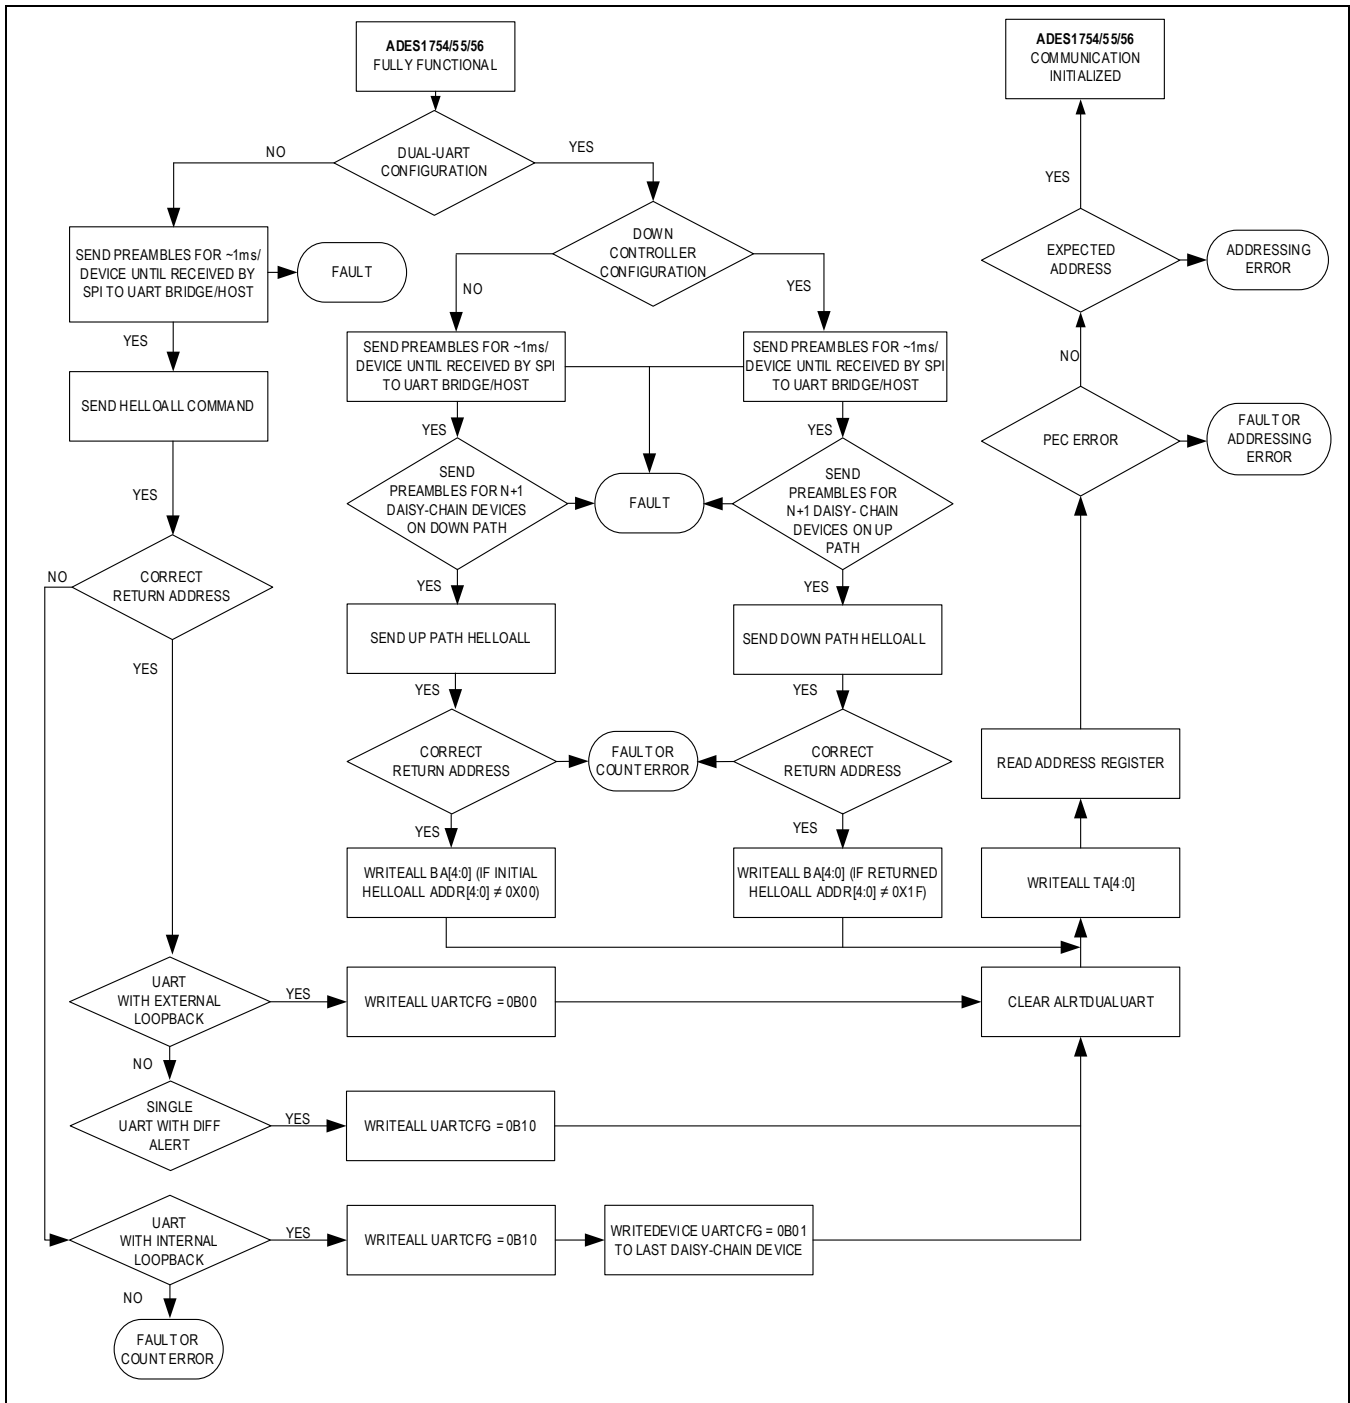 ADES1754/55/56
FULLY FUNCTIONAL
ADES1754/55/56
COMMUNICATION
INITIALIZED
DUAL-UART
CONFIGURATION
NO
YES
DOWN
CONTROLLER
CONFIGURATION
NO
YES
SEND PREAMBLES FOR ~1ms/
DEVICE UNTIL RECEIVED BY
SPI TO UART BRIDGE/HOST
FAULT
YES
SEND HELLOALL COMMAND
YES
CORRECT
RETURN ADDRESS
NO
YES
SEND PREAMBLES FOR ~1ms/
DEVICE UNTIL RECEIVED BY SPI
TO UART BRIDGE/HOST
YES
SEND
PREAMBLES FOR N+1
DAISY-CHAIN DEVICES
ON DOWN PATH
FAULT
YES
SEND UP PATH HELLOALL
YES
CORRECT
RETURN ADDRESS
FAULT OR
COUNT ERROR
YES
WRITEALL BA[4:0] (IF INITIAL
HELLOALL ADDR[4:0] ≠ 0X00)
SEND PREAMBLES FOR ~1ms/
DEVICE UNTIL RECEIVED BY SPI
TO UART BRIDGE/HOST
YES
SEND
PREAMBLES FOR
N+1 DAISY- CHAIN
DEVICES ON UP
PATH
YES
SEND DOWN PATH HELLOALL
YES
CORRECT
RETURN ADDRESS
YES
WRITEALL BA[4:0] (IF RETURNED
HELLOALL ADDR[4:0] ≠ 0X1F)
YES
EXPECTED
ADDRESS
ADDRESSING
ERROR
NO
PEC ERROR
FAULT OR
ADDRESSING
ERROR
READ ADDRESS REGISTER
WRITEALL TA[4:0]
CLEAR ALRTDUALUART
UART
WITH EXTERNAL
LOOPBACK
YES
WRITEALL UARTCFG = 0B00
NO
SINGLE
UART WITH DIFF
ALERT
YES
WRITEALL UARTCFG = 0B10
UART
WITH INTERNAL
LOOPBACK
YES
WRITEALL UARTCFG = 0B10
WRITEDEVICE UARTCFG = 0B01
TO LAST DAISY-CHAIN DEVICE
NO
FAULT OR
COUNT ERROR